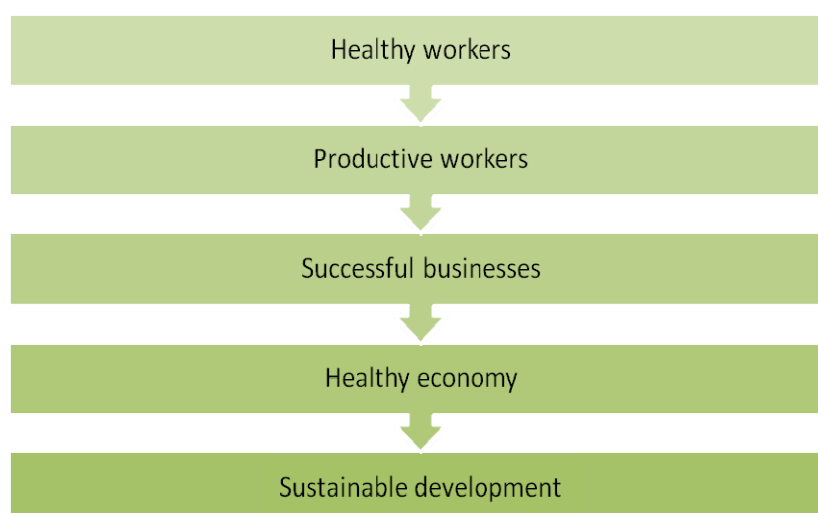 Healthy workers
Productive workers
Successful businesses
Healthy economy
Sustainable development